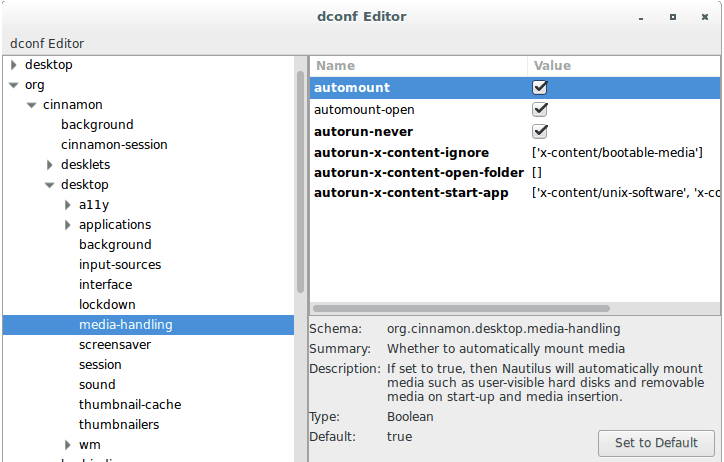 dconf Editor
dconf Editor
desktop
org
cinnamon
background
cinnamon-session
desklets
desktop
a11y
applications
background
input-sources
interface
lockdown
media-handling
screensaver
session
sound
thumbnail-cache
thumbnailers
wm
Name Value
automount
automount-open
autorun-never
autorun-x-content-ignore ['x-content/bootable-media']
autorun-x-content-open-folder []
autorun-x-content-start-app ['x-content/unix-software', 'x-co
Schema: org.cinnamon.desktop.media-handling
Summary: Whether to automatically mount media
Description: If set to true, then Nautilus will automatically mount
media such as user-visible hard disks and removable
media on start-up and media insertion.
Type: Boolean
Default: true
Set to Default